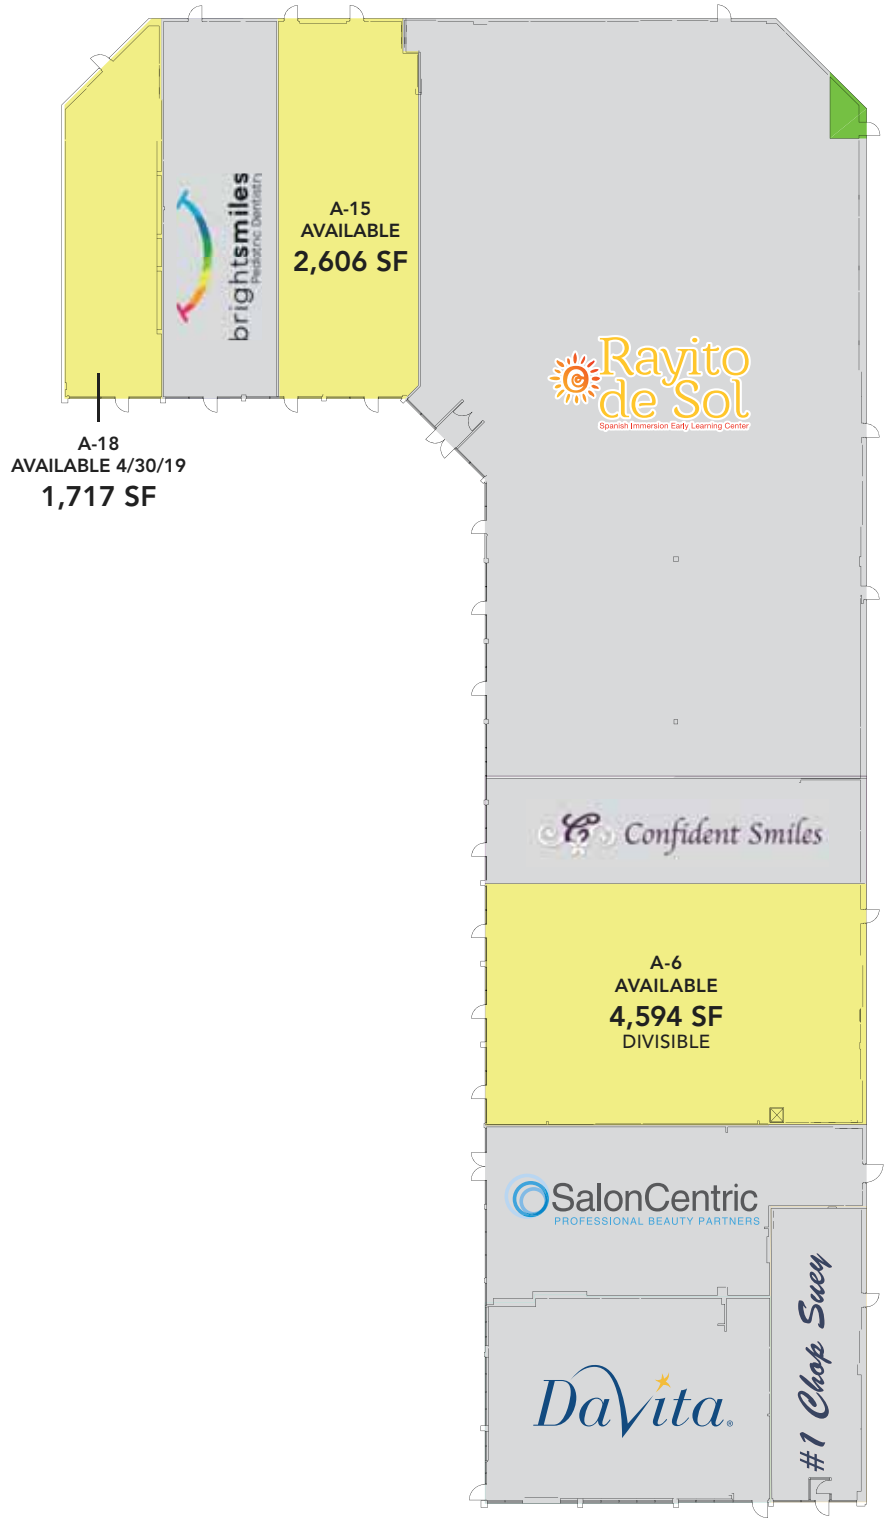 brightsmiles
Pediatric Dentistry
A-15
AVAILABLE
2,606 SF
Rayito
de Sol
Spanish Immersion Early Learning Center
A-18
AVAILABLE 4/30/19
1,717 SF
Confident Smiles
A-6
AVAILABLE
4,594 SF
DIVISIBLE
SalonCentric
PROFESSIONAL BEAUTY PARTNERS
#1 Chop Suey
DaVita®